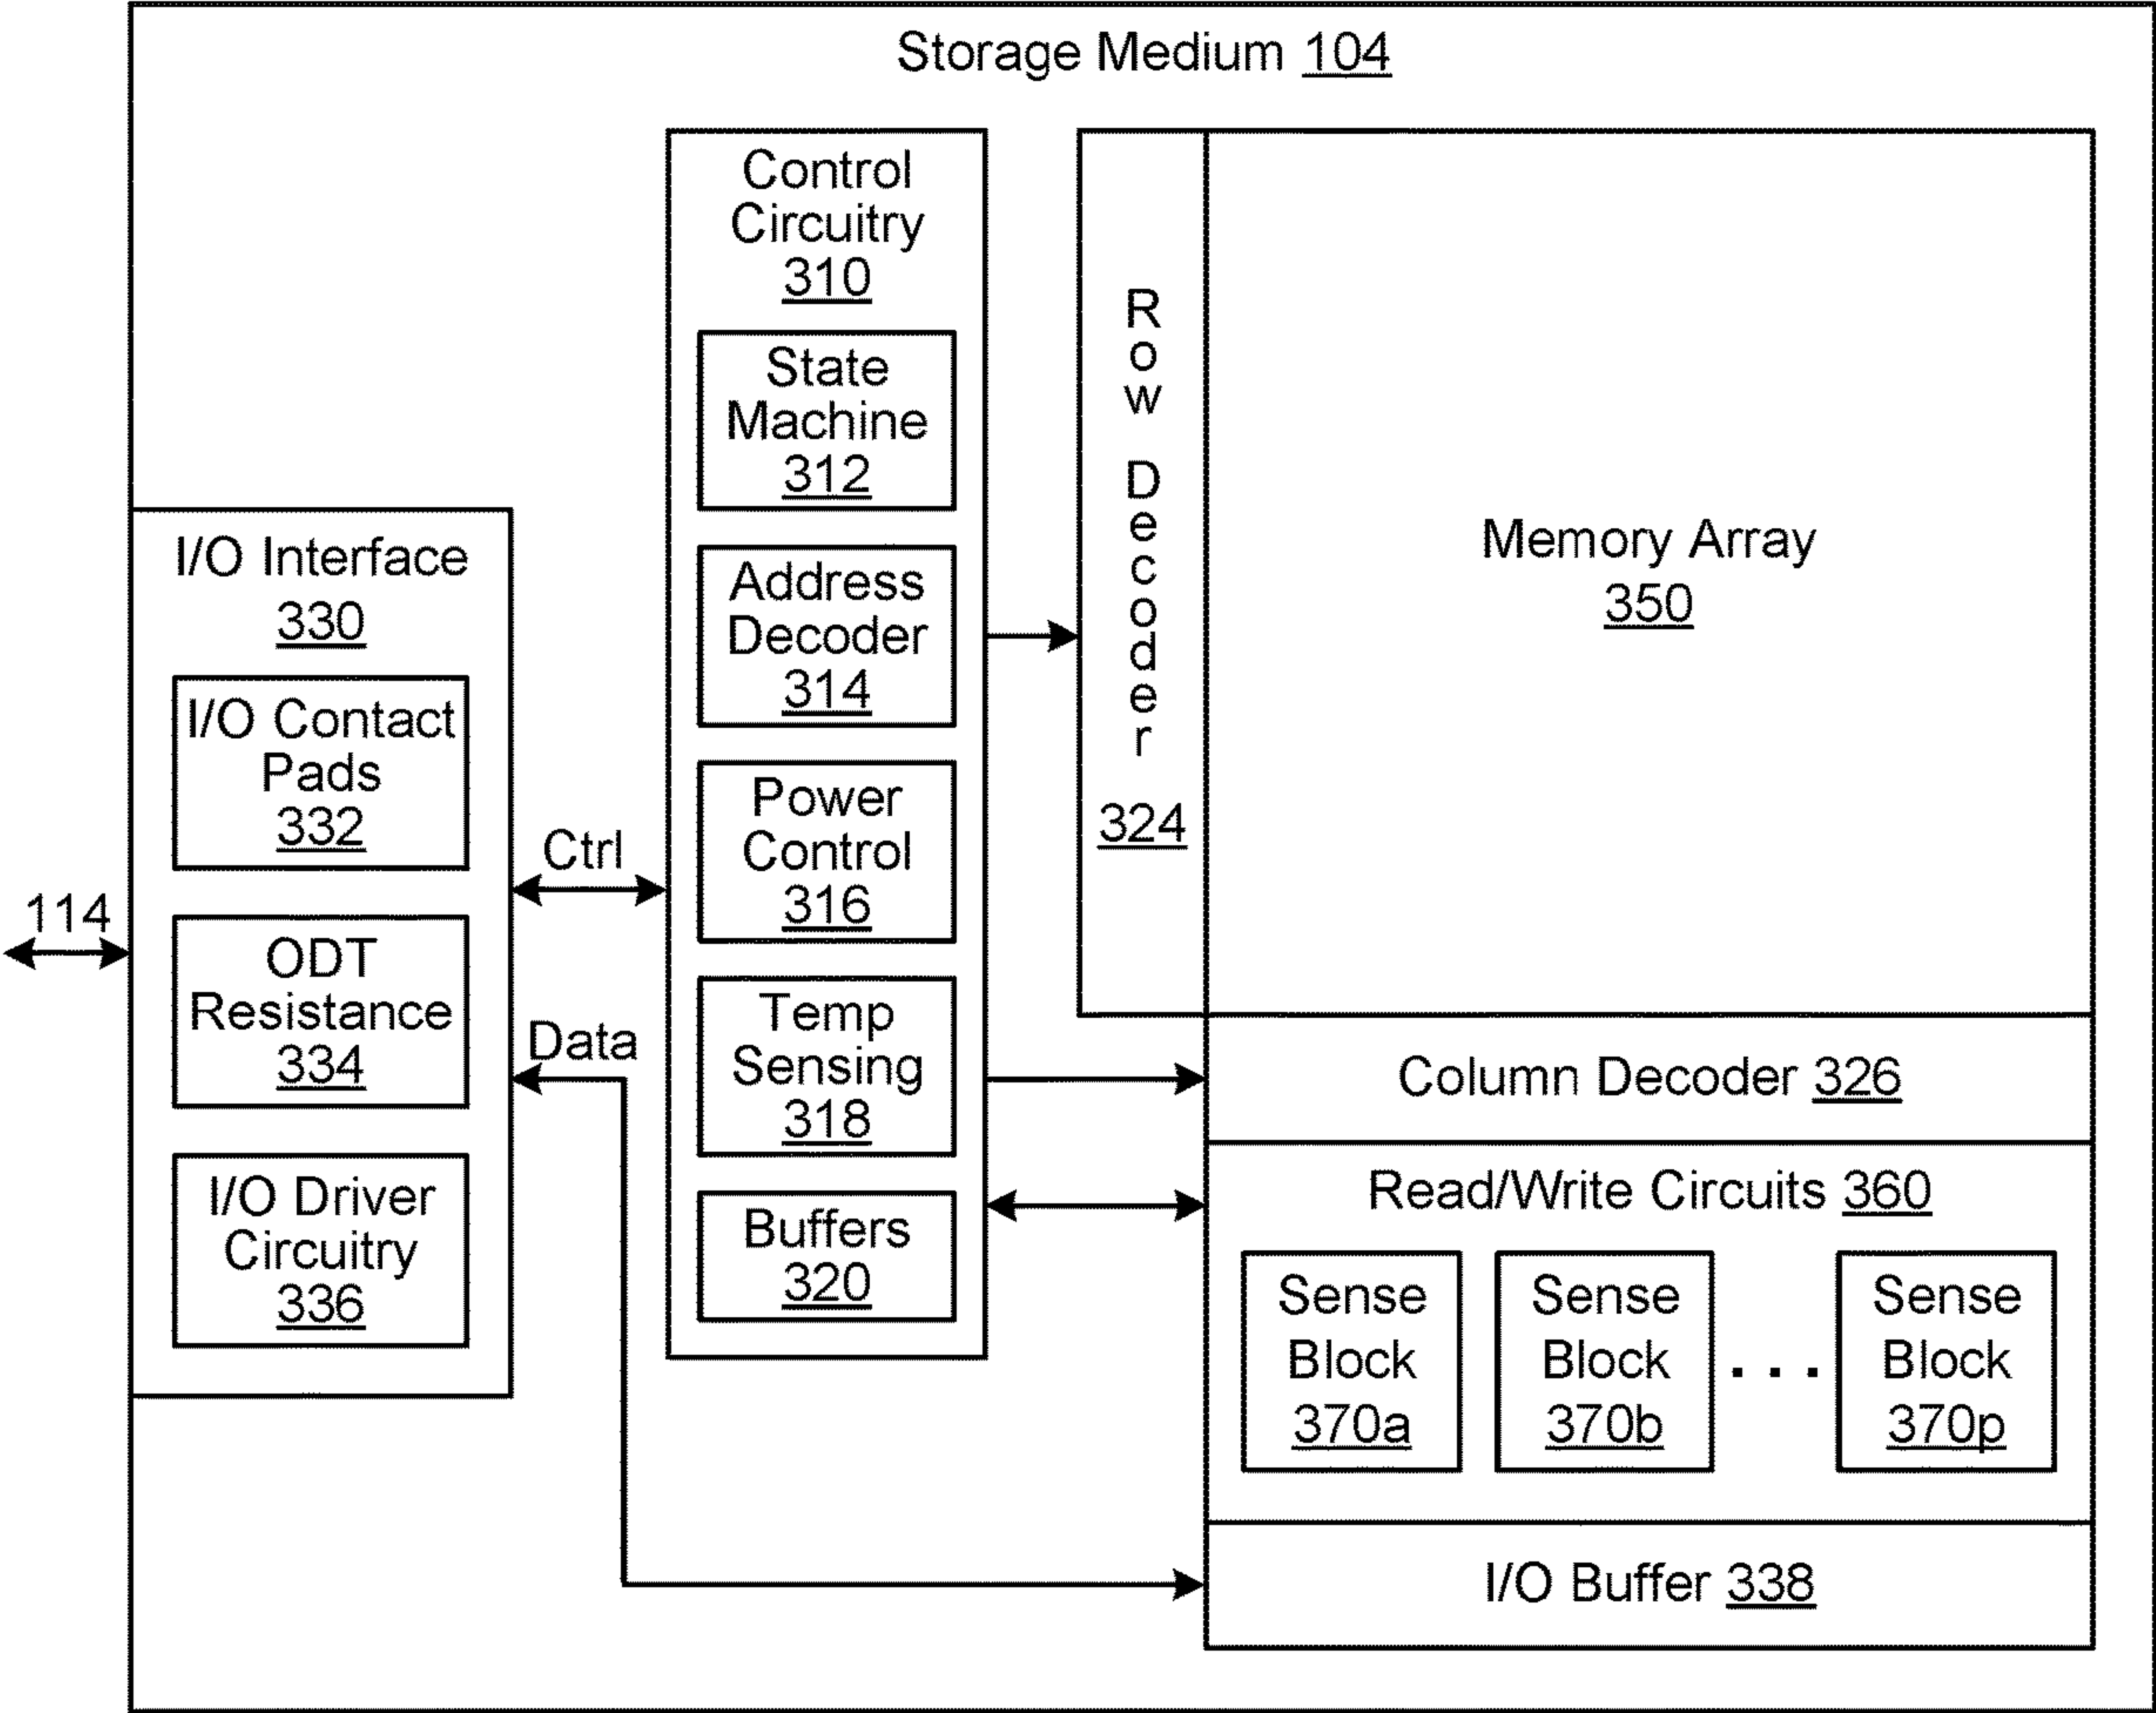 Storage Medium 104
Control
Circuitry
310
State
Machine
312
Address
Decoder
314
Power
Control
316
Temp
Sensing
318
Buffers
320
I/O Interface
330
I/O Contact
Pads
332
ODT
Resistance
334
I/O Driver
Circuitry
336
114
Ctrl
Data
Row Decoder
324
Memory Array
350
Column Decoder 326
Read/Write Circuits 360
Sense
Block
370a
Sense
Block
370b
. . .
Sense
Block
370p
I/O Buffer 338